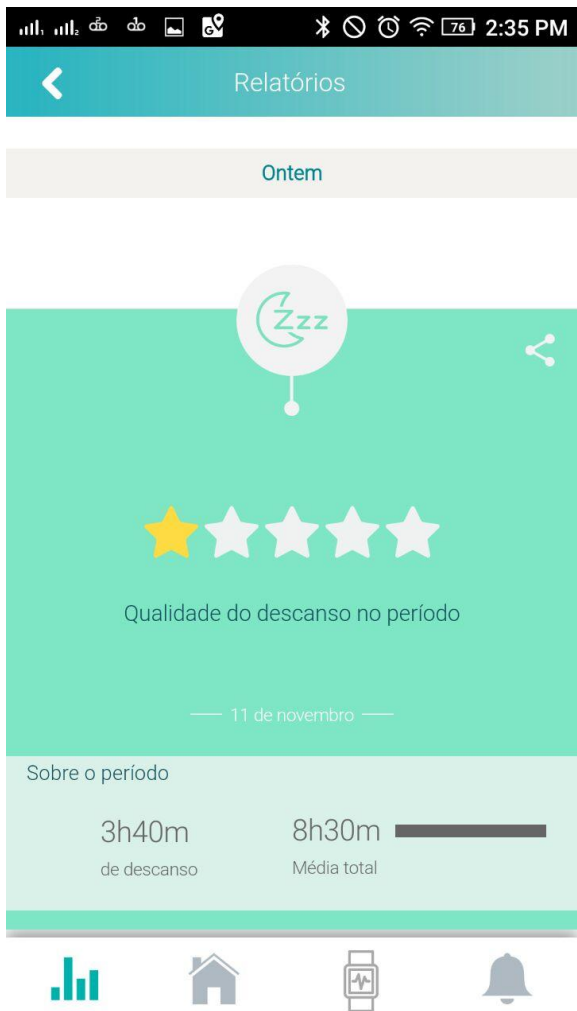 76 2:35 PM
Relatórios
Ontem
Zzz
Qualidade do descanso no período
11 de novembro
Sobre o período
3h40m 8h30m
de descanso Média total